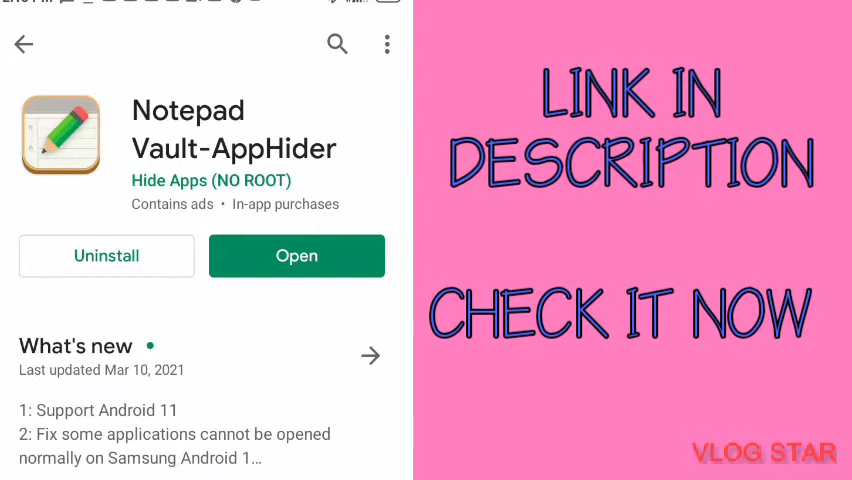 Notepad
Vault-AppHider
Hide Apps (NO ROOT)
Contains ads • In-app purchases
Uninstall
Open
What's new •
Last updated Mar 10, 2021
1: Support Android 11
2: Fix some applications cannot be opened
normally on Samsung Android 1...
LINK IN
DESCRIPTION
CHECK IT NOW
VLOG STAR